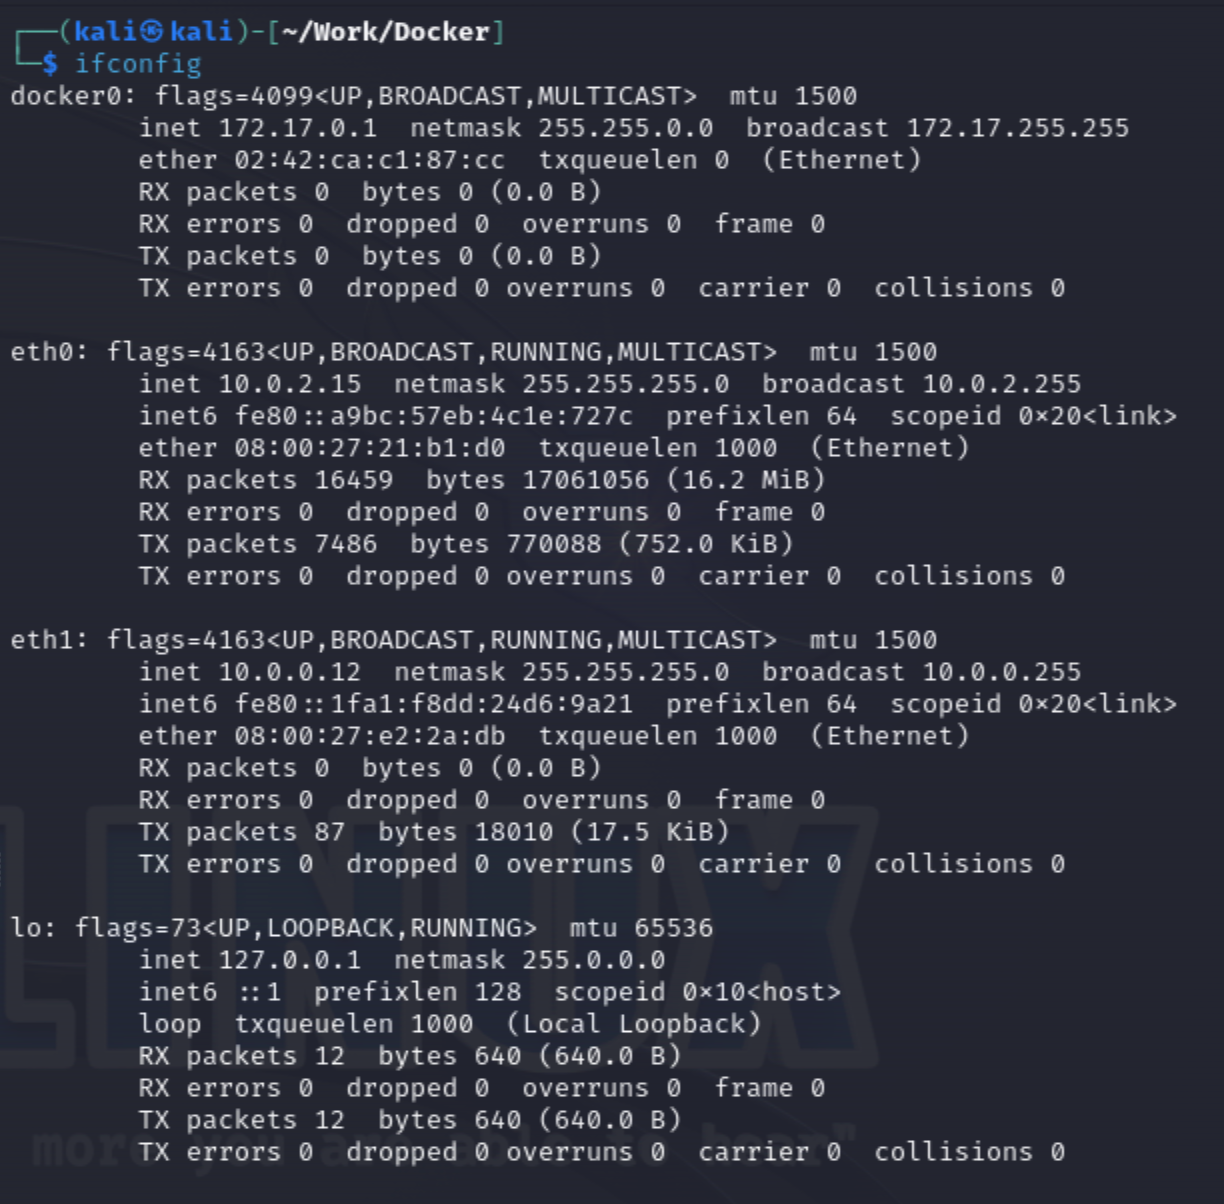 ┌──(kali㉿kali)-[~/Work/Docker]
└─$ ifconfig
docker0: flags=4099<UP,BROADCAST,MULTICAST>  mtu 1500
        inet 172.17.0.1  netmask 255.255.0.0  broadcast 172.17.255.255
        ether 02:42:ca:c1:87:cc  txqueuelen 0  (Ethernet)
        RX packets 0  bytes 0 (0.0 B)
        RX errors 0  dropped 0  overruns 0  frame 0
        TX packets 0  bytes 0 (0.0 B)
        TX errors 0  dropped 0 overruns 0  carrier 0  collisions 0

eth0: flags=4163<UP,BROADCAST,RUNNING,MULTICAST>  mtu 1500
        inet 10.0.2.15  netmask 255.255.255.0  broadcast 10.0.2.255
        inet6 fe80::a9bc:57eb:4c1e:727c  prefixlen 64  scopeid 0×20<link>
        ether 08:00:27:21:b1:d0  txqueuelen 1000  (Ethernet)
        RX packets 16459  bytes 17061056 (16.2 MiB)
        RX errors 0  dropped 0  overruns 0  frame 0
        TX packets 7486  bytes 770088 (752.0 KiB)
        TX errors 0  dropped 0 overruns 0  carrier 0  collisions 0

eth1: flags=4163<UP,BROADCAST,RUNNING,MULTICAST>  mtu 1500
        inet 10.0.0.12  netmask 255.255.255.0  broadcast 10.0.0.255
        inet6 fe80::1fa1:f8dd:24d6:9a21  prefixlen 64  scopeid 0×20<link>
        ether 08:00:27:e2:2a:db  txqueuelen 1000  (Ethernet)
        RX packets 0  bytes 0 (0.0 B)
        RX errors 0  dropped 0  overruns 0  frame 0
        TX packets 87  bytes 18010 (17.5 KiB)
        TX errors 0  dropped 0 overruns 0  carrier 0  collisions 0

lo: flags=73<UP,LOOPBACK,RUNNING>  mtu 65536
        inet 127.0.0.1  netmask 255.0.0.0
        inet6 ::1  prefixlen 128  scopeid 0×10<host>
        loop  txqueuelen 1000  (Local Loopback)
        RX packets 12  bytes 640 (640.0 B)
        RX errors 0  dropped 0  overruns 0  frame 0
        TX packets 12  bytes 640 (640.0 B)
        TX errors 0  dropped 0 overruns 0  carrier 0  collisions 0
LINUX
more you are able to hear"